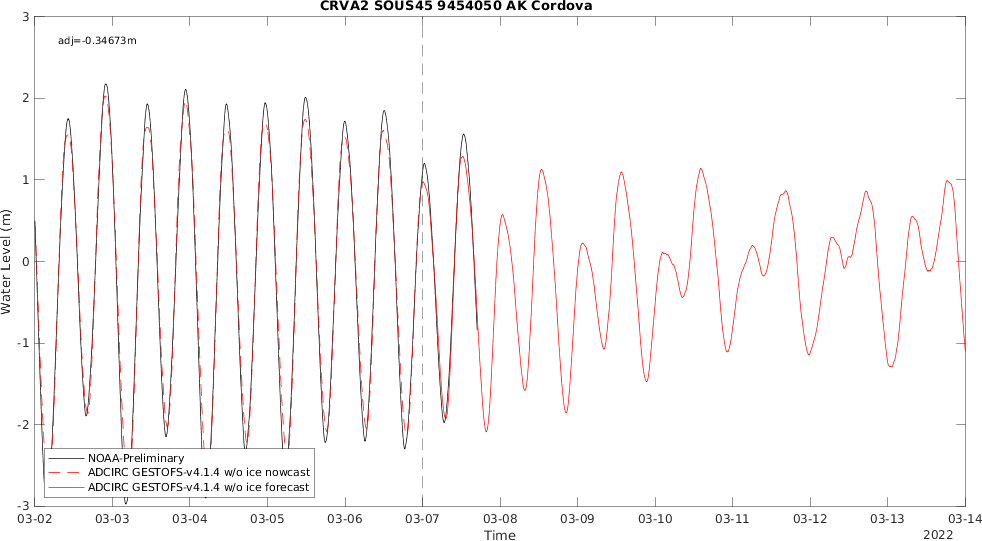 CRVA2 SOUS45 9454050 AK Cordova
adj=-0.34673m
3
2
1
0
-1
-2
-3
Water Level (m)
NOAA-Preliminary
ADCIRC GESTOFS-v4.1.4 w/o ice nowcast
ADCIRC GESTOFS-v4.1.4 w/o ice forecast
03-02 03-03 03-04 03-05 03-06 03-07 03-08 03-09 03-10 03-11 03-12 03-13 03-14
Time
2022